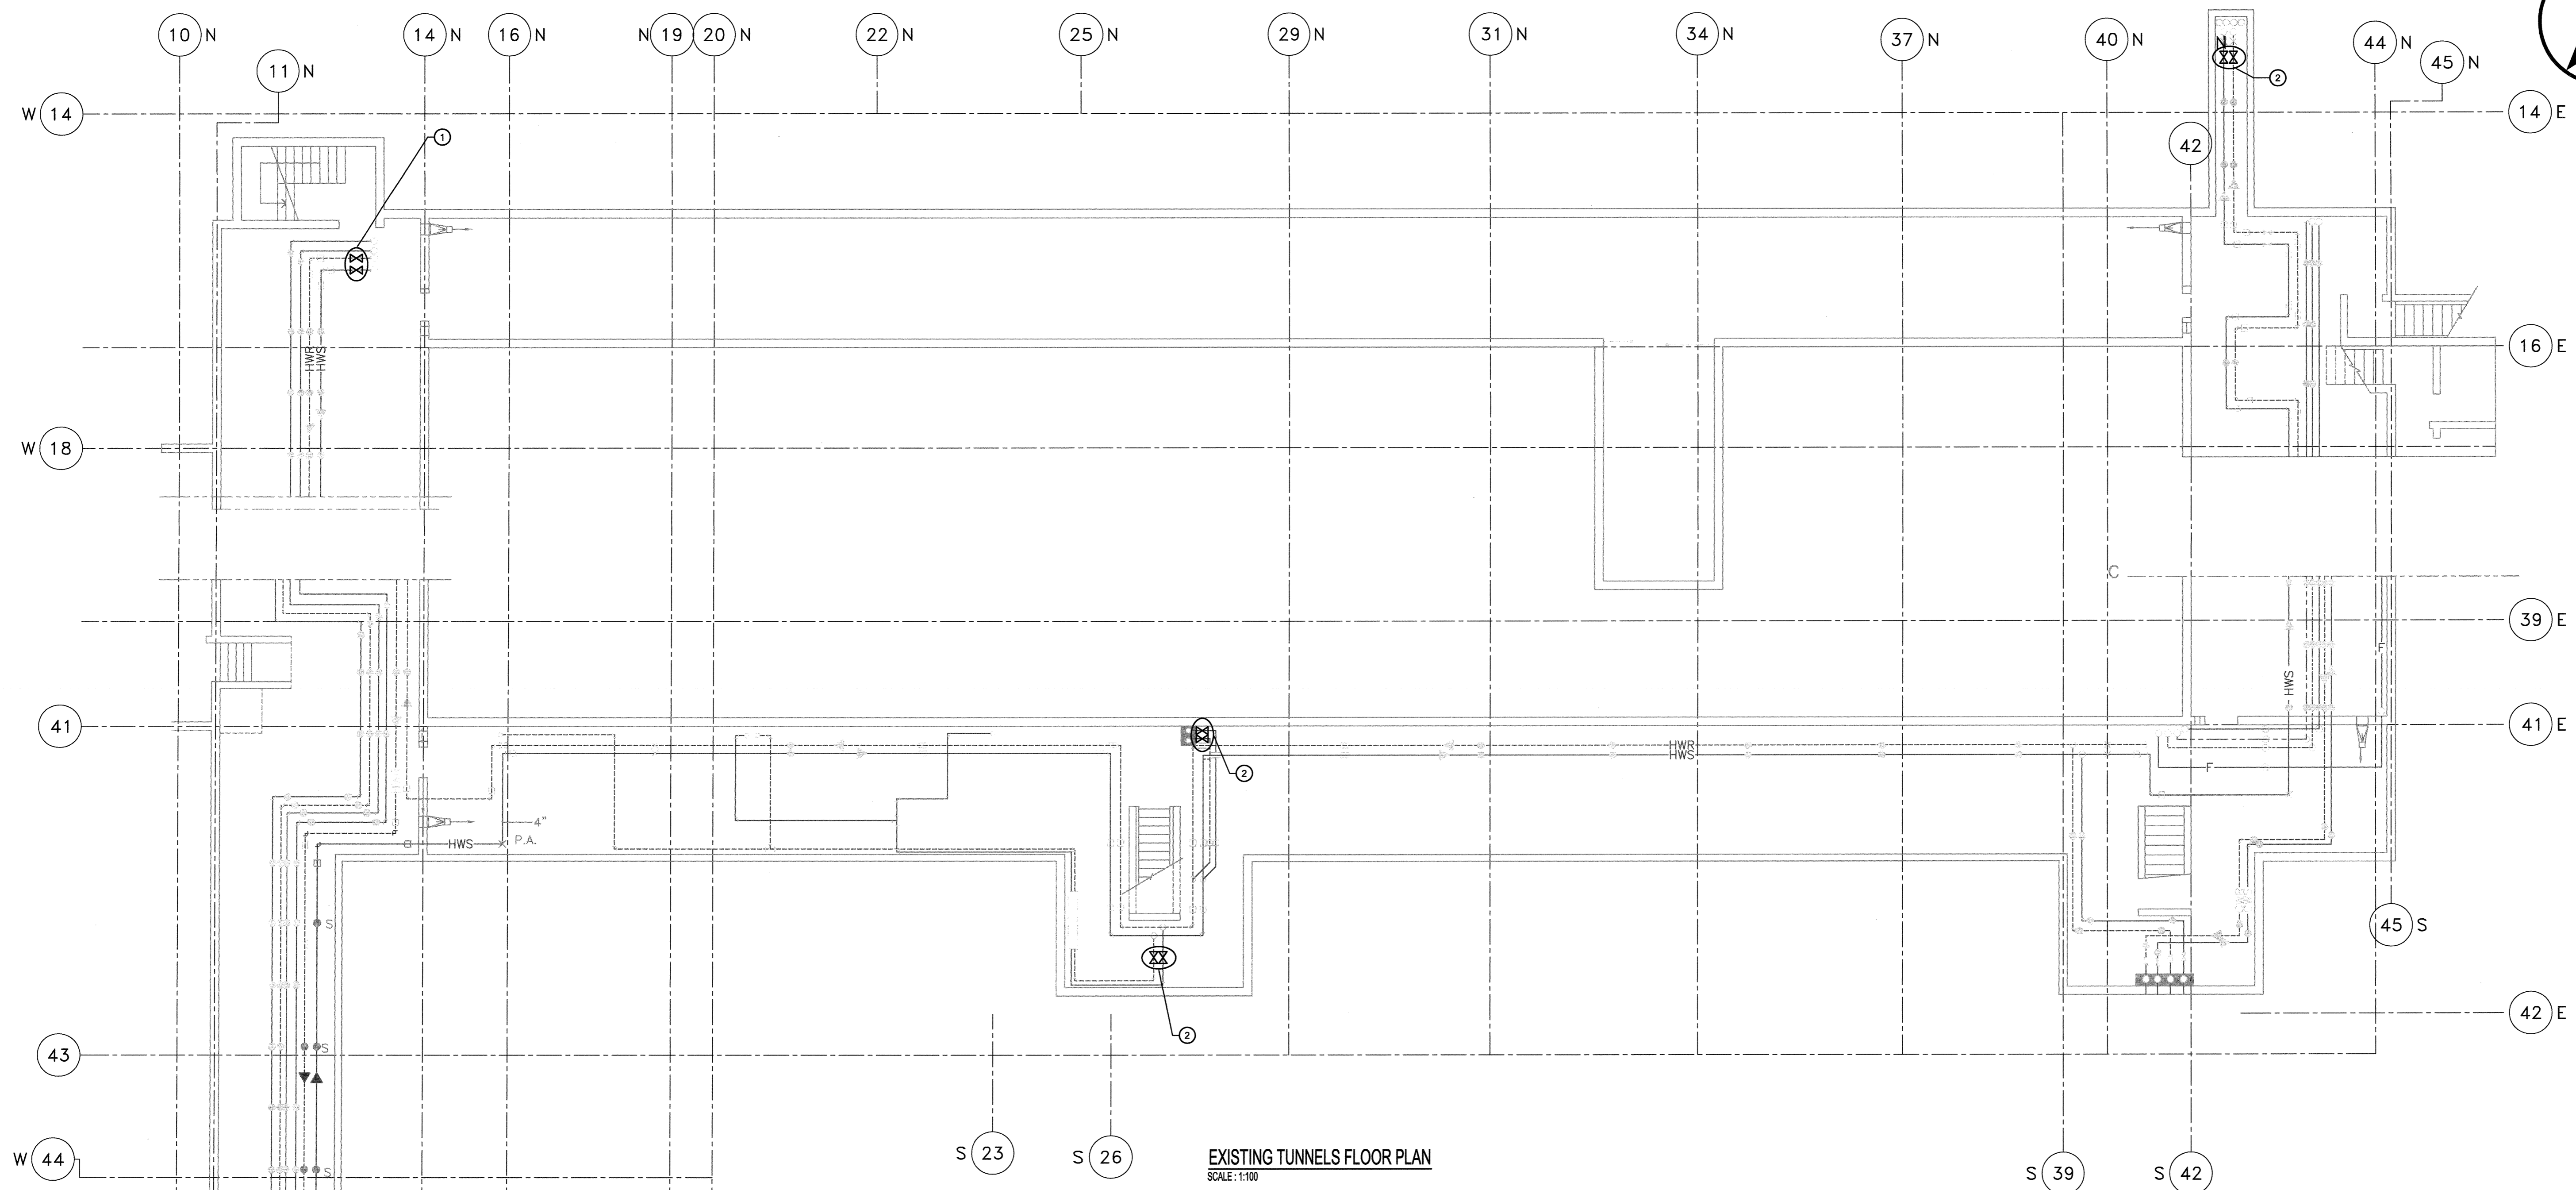 10 N
14 N
16 N
N 19
20 N
22 N
25 N
29 N
31 N
34 N
37 N
40 N
N
44 N
45 N
11 N
2
W 14
14 E
1
42
HWR
HWS
16 E
W 18
C
39 E
F
HWS
41
41 E
HWR
HWS
F
2
4"
P.A.
HWS
S
45 S
2
42 E
43
S
W 44
S
S 23
S 26
EXISTING TUNNELS FLOOR PLAN
SCALE : 1:100
S 39
S 42